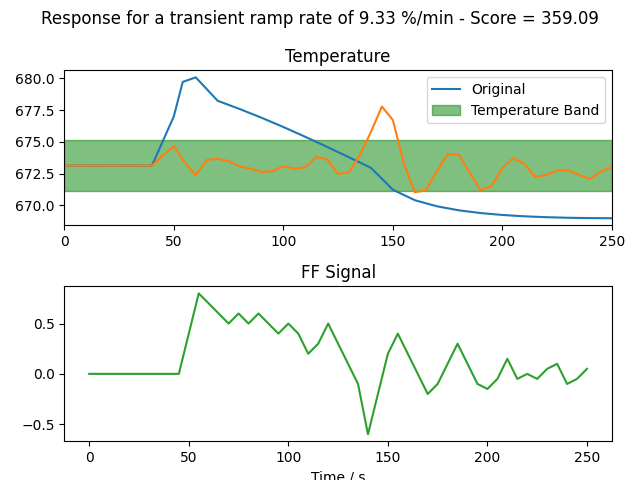 Response for a transient ramp rate of 9.33 %/min - Score = 359.09
Temperature
680.0
677.5
675.0
672.5
670.0
Original
Temperature Band
0 50 100 150 200 250
FF Signal
0.5
0.0
−0.5
0 50 100 150 200 250
Time / s